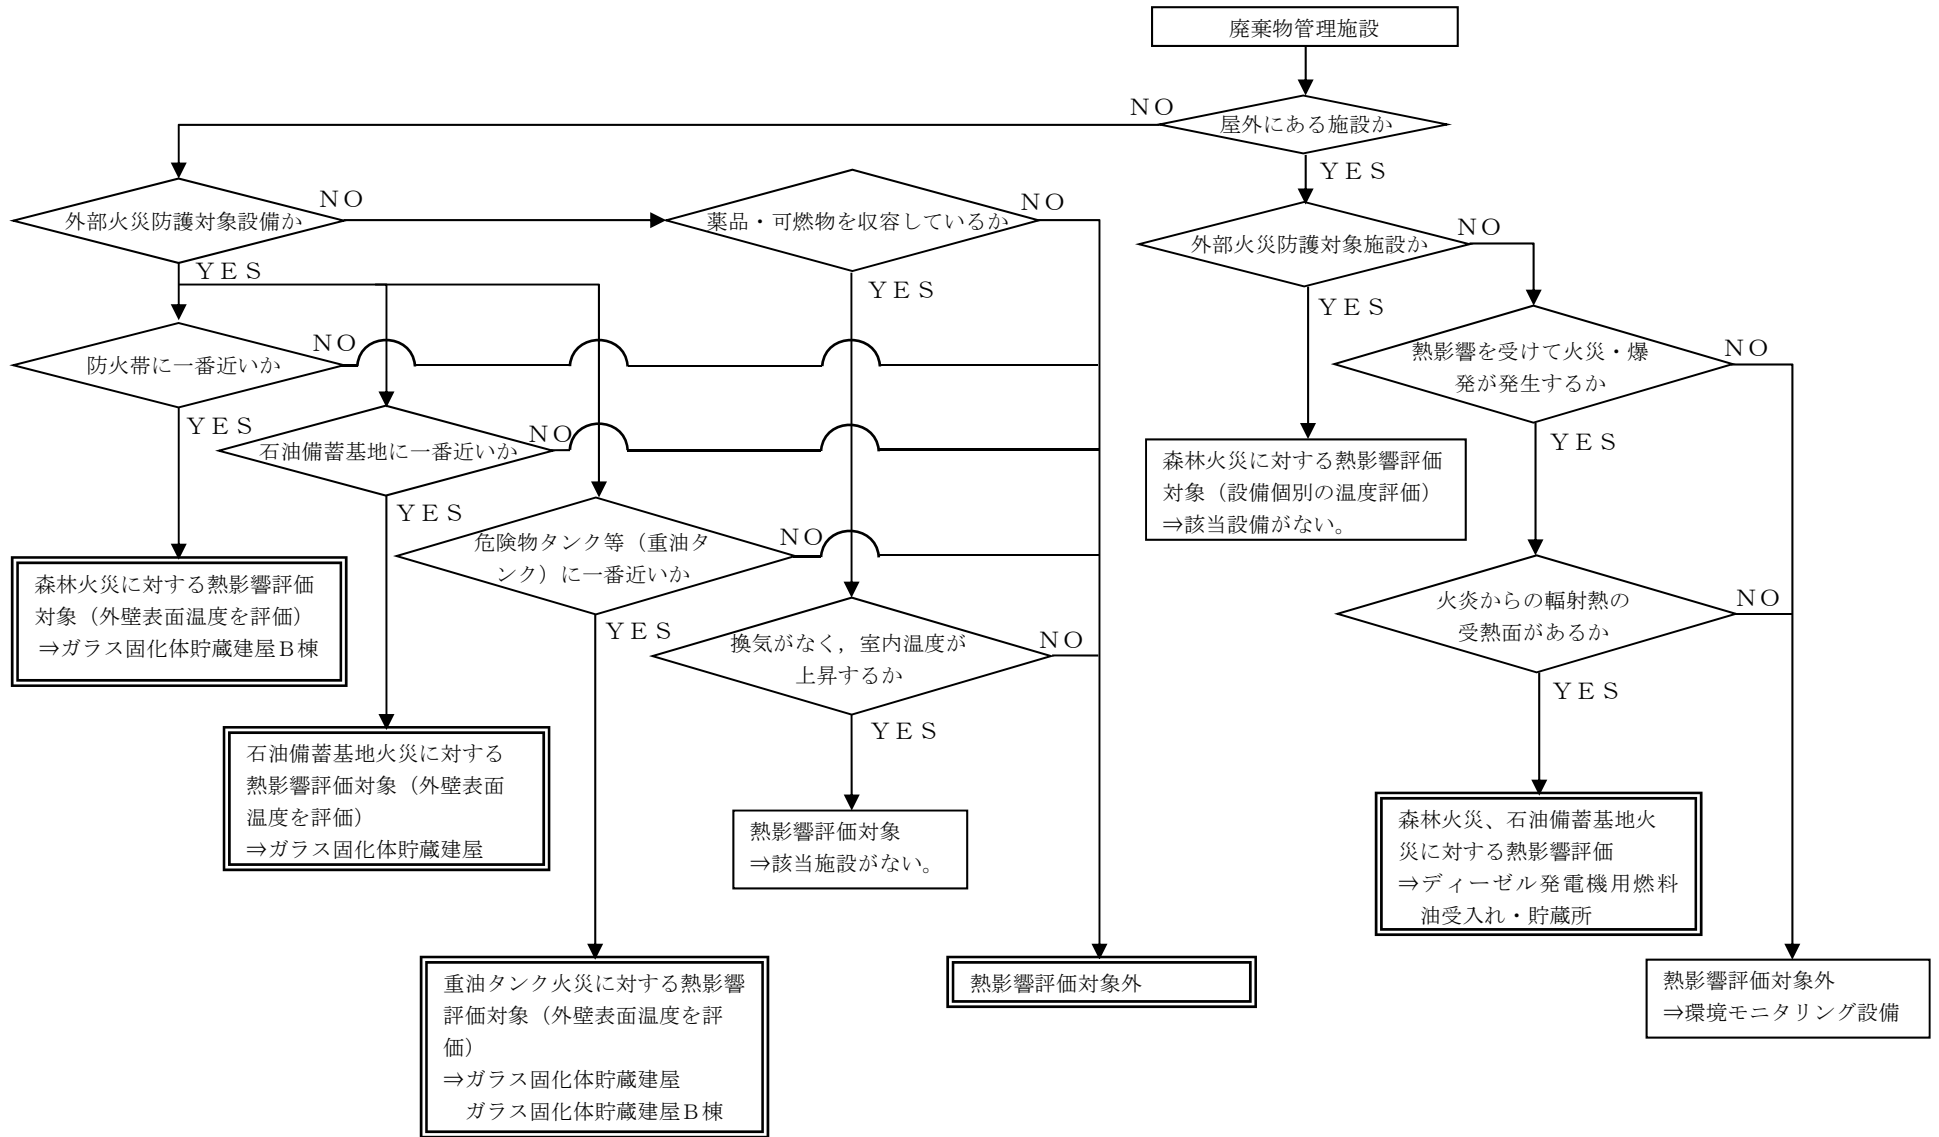 廃棄物管理施設
NO
屋外にある施設か
YES
外部火災防護対象設備か
NO
YES
薬品・可燃物を収容しているか
NO
YES
外部火災防護対象施設か
NO
YES
防火帯に一番近いか
NO
YES
熱影響を受けて火災・爆
発が発生するか
NO
YES
石油備蓄基地に一番近いか
NO
YES
森林火災に対する熱影響評価
対象（設備個別の温度評価）
⇒該当設備がない。
危険物タンク等（重油タ
ンク）に一番近いか
NO
YES
森林火災に対する熱影響評価
対象（外壁表面温度を評価）
⇒ガラス固化体貯蔵建屋Ｂ棟
換気がなく，室内温度が
上昇するか
NO
YES
火炎からの輻射熱の
受熱面があるか
NO
YES
石油備蓄基地火災に対する
熱影響評価対象（外壁表面
温度を評価）
⇒ガラス固化体貯蔵建屋
熱影響評価対象
⇒該当施設がない。
森林火災、石油備蓄基地火
災に対する熱影響評価
⇒ディーゼル発電機用燃料
油受入れ・貯蔵所
重油タンク火災に対する熱影響
評価対象（外壁表面温度を評
価）
⇒ガラス固化体貯蔵建屋
ガラス固化体貯蔵建屋Ｂ棟
熱影響評価対象外
熱影響評価対象外
⇒環境モニタリング設備